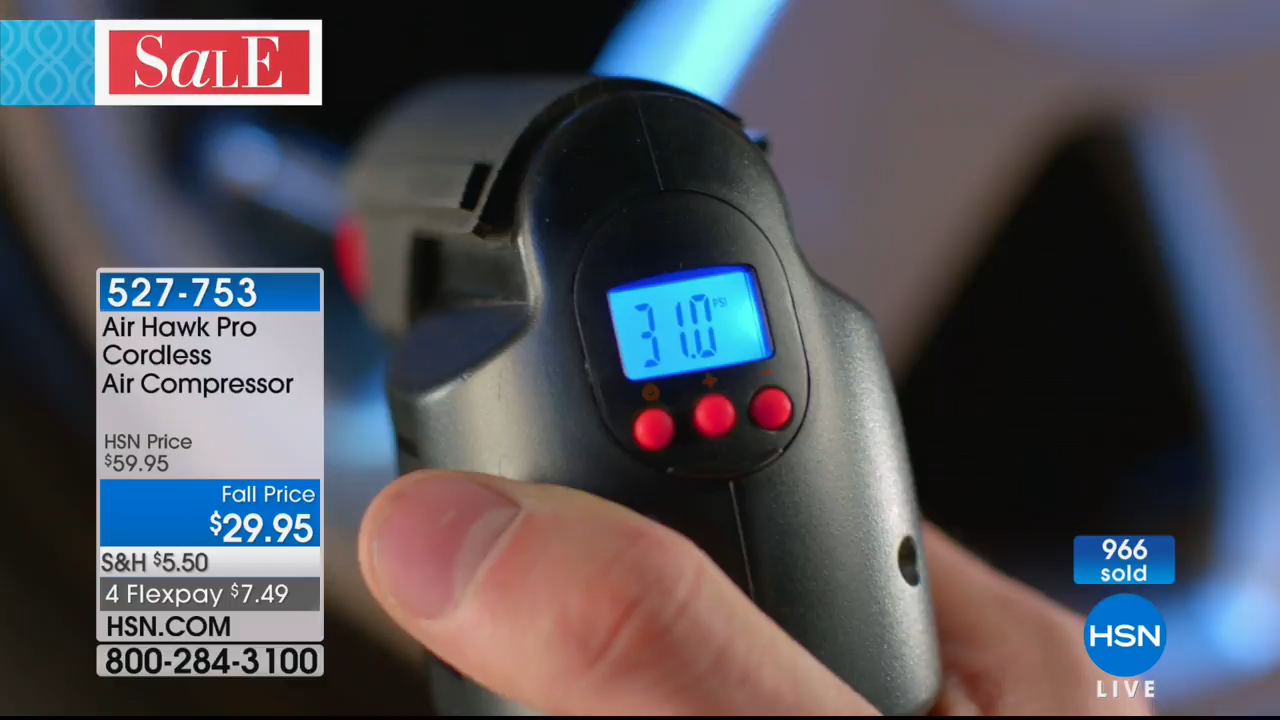 SaLE
527-753
Air Hawk Pro
Cordless
Air Compressor
HSN Price
$59.95
Fall Price
$29.95
S&H $5.50
4 Flexpay $7.49
HSN.COM
800-284-3100
31.0 PSI
+ -
966
sold
HSN
LIVE